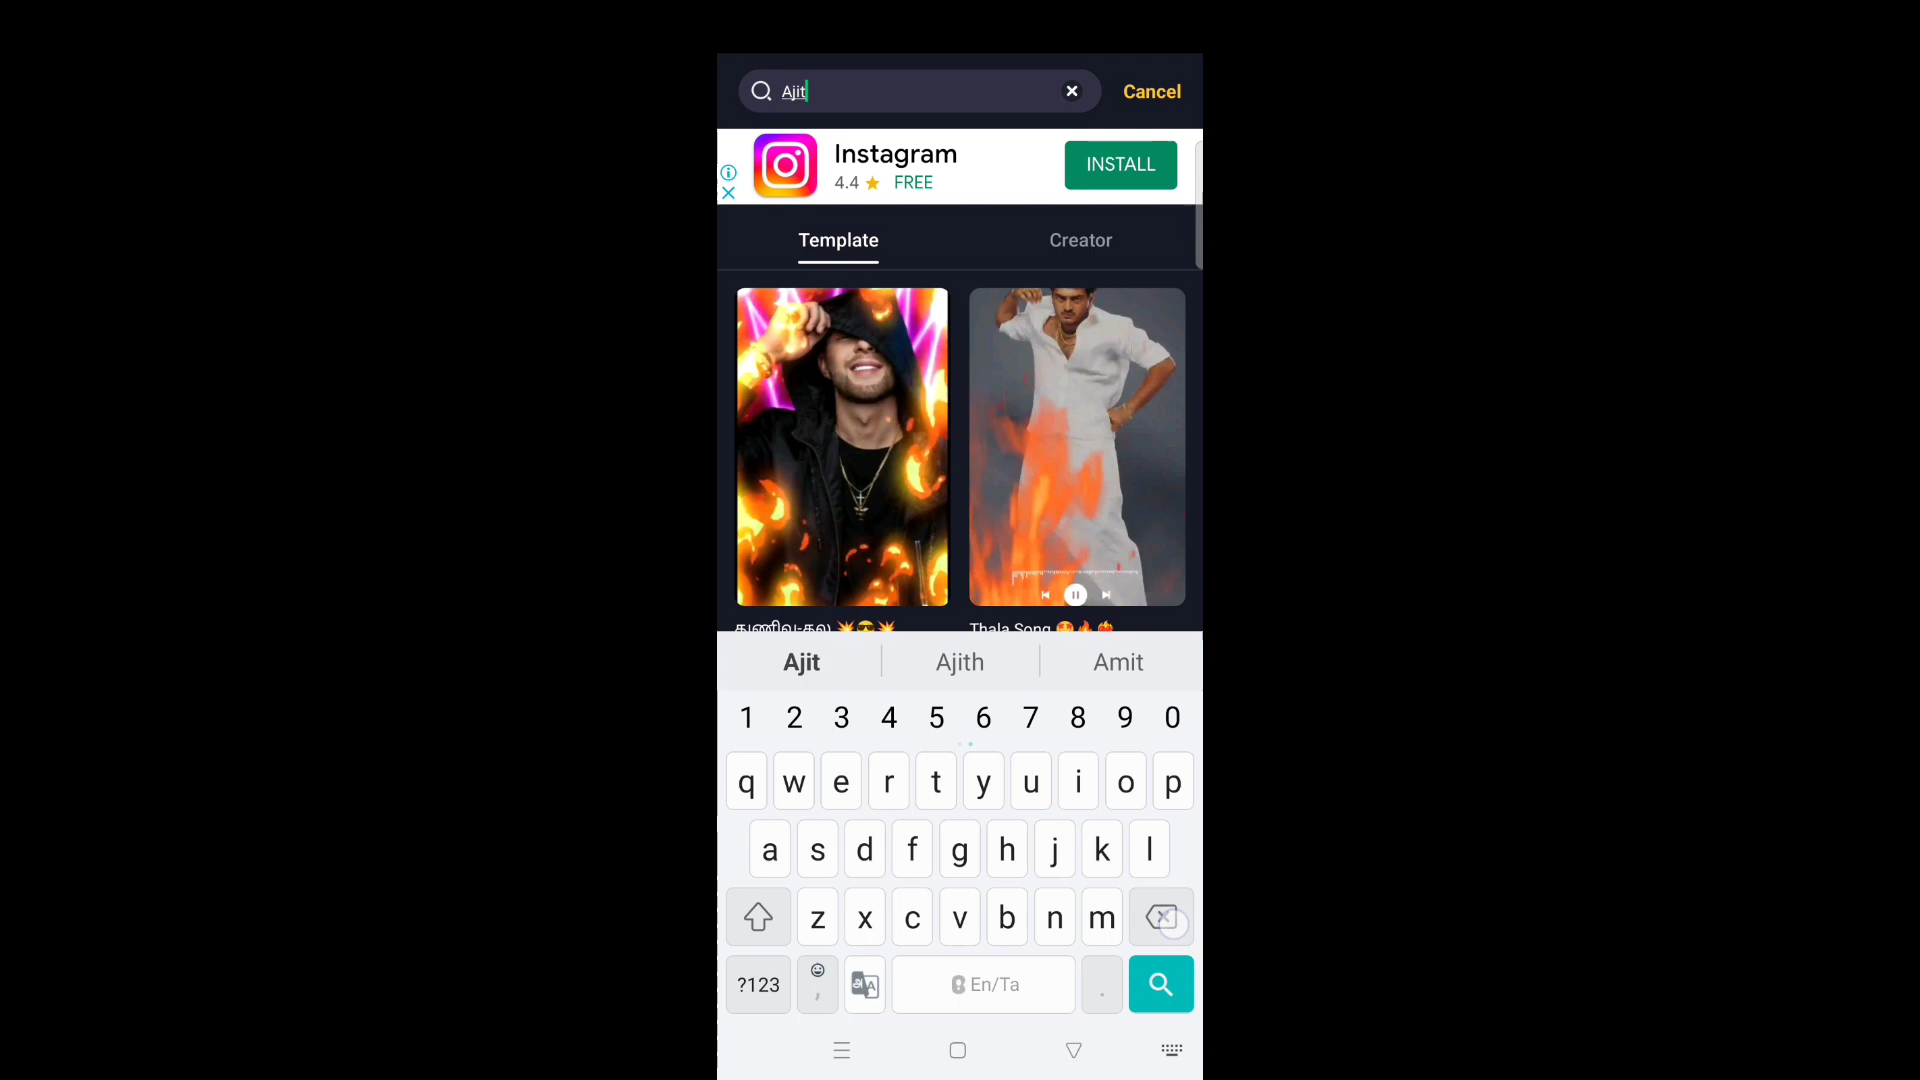 Ajit
Cancel
Instagram
4.4 ★ FREE
INSTALL
Template
Creator
துணிவு-தல 💥😎💥
Thala Song 🤩🔥❤️‍🔥
Ajit
Ajith
Amit
1 2 3 4 5 6 7 8 9 0
q w e r t y u i o p
a s d f g h j k l
z x c v b n m
?123 , En/Ta .